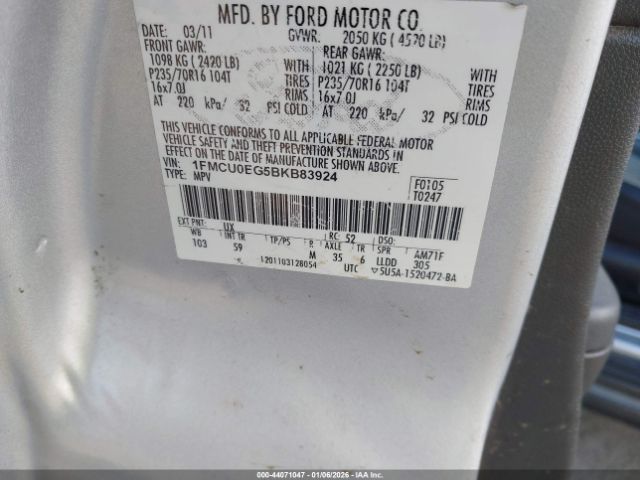 MFD. BY FORD MOTOR CO.
DATE: 03/11 GVWR: 2050 KG ( 4520 LB)
FRONT GAWR: REAR GAWR:
1098 KG ( 2420 LB) WITH 1021 KG ( 2250 LB) WITH
P235/70R16 104T TIRES P235/70R16 104T TIRES
16x7.0J RIMS 16x7.0J RIMS
AT 220 kPa/ 32 PSI COLD AT 220 kPa/ 32 PSI COLD
THIS VEHICLE CONFORMS TO ALL APPLICABLE FEDERAL MOTOR
VEHICLE SAFETY AND THEFT PREVENTION STANDARDS IN
EFFECT ON THE DATE OF MANUFACTURE SHOWN ABOVE.
VIN: 1FMCU0EG5BKB83924
TYPE: MPV
F0105
T0247
EXT PNT: UX RC: 52 DSO:
WB INT TR TP/PS R AXLE TR SPR AM71F
103 59 M 35 6 LLDD 305
1201103128054 UTC 5U5A-1520472-BA
IAA -- 44071047 -- 01/06/2026 -- IAA Inc. Copyright